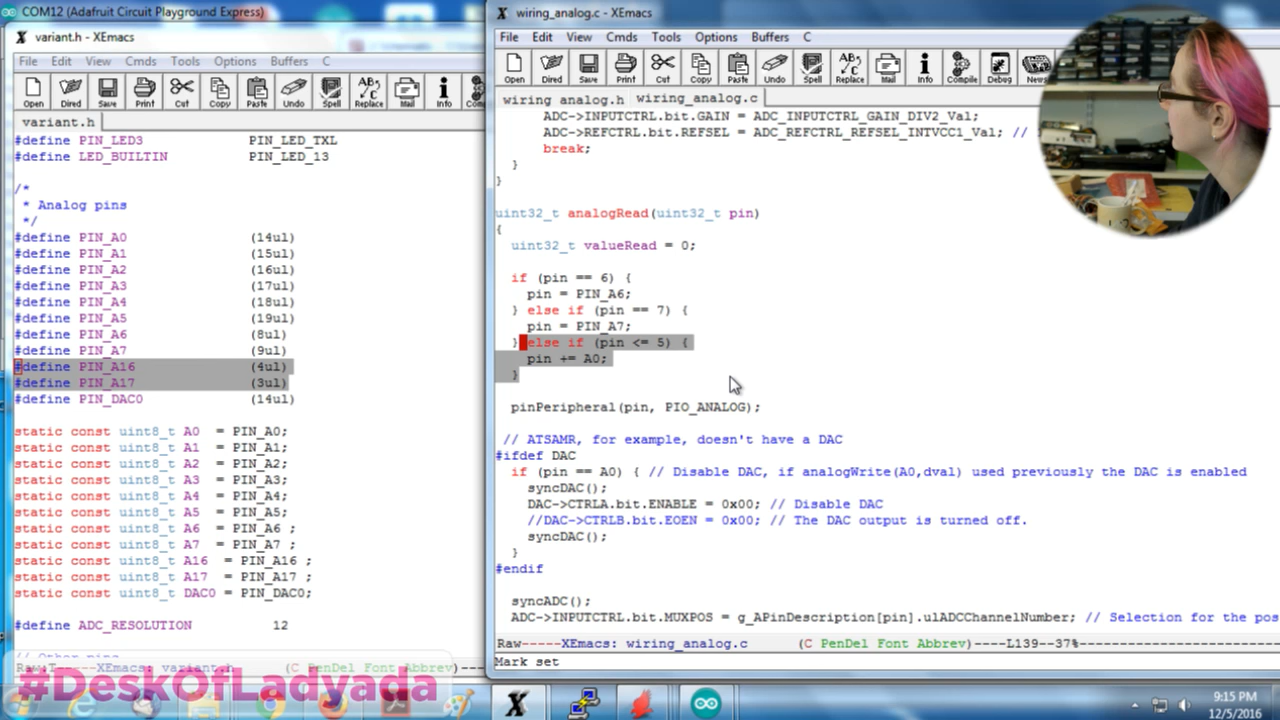 COM12 (Adafruit Circuit Playground Express)
variant.h - XEmacs
File Edit View Cmds Tools Options Buffers C
Open Dired Save Print Cut Copy Paste Undo Spell Replace Mail Info
variant.h
#define PIN_LED3 PIN_LED_TXL
#define LED_BUILTIN PIN_LED_13
/*
* Analog pins
*/
#define PIN_A0 (14ul)
#define PIN_A1 (15ul)
#define PIN_A2 (16ul)
#define PIN_A3 (17ul)
#define PIN_A4 (18ul)
#define PIN_A5 (19ul)
#define PIN_A6 (8ul)
#define PIN_A7 (9ul)
#define PIN_A16 (4ul)
#define PIN_A17 (3ul)
#define PIN_DAC0 (14ul)
static const uint8_t A0 = PIN_A0;
static const uint8_t A1 = PIN_A1;
static const uint8_t A2 = PIN_A2;
static const uint8_t A3 = PIN_A3;
static const uint8_t A4 = PIN_A4;
static const uint8_t A5 = PIN_A5;
static const uint8_t A6 = PIN_A6 ;
static const uint8_t A7 = PIN_A7 ;
static const uint8_t A16 = PIN_A16 ;
static const uint8_t A17 = PIN_A17 ;
static const uint8_t DAC0 = PIN_DAC0;
#define ADC_RESOLUTION 12
XEmacs: variant.h (C PenDel Font Abbrev)----
#DeskOfLadyada
wiring_analog.c - XEmacs
File Edit View Cmds Tools Options Buffers C
Open Dired Save Print Cut Copy Paste Undo Spell Replace Mail Info Compile Debug News
wiring_analog.h wiring_analog.c
ADC->INPUTCTRL.bit.GAIN = ADC_INPUTCTRL_GAIN_DIV2_Val;
ADC->REFCTRL.bit.REFSEL = ADC_REFCTRL_REFSEL_INTVCC1_Val; //
break;
}
}
uint32_t analogRead(uint32_t pin)
{
uint32_t valueRead = 0;
if (pin == 6) {
pin = PIN_A6;
} else if (pin == 7) {
pin = PIN_A7;
} else if (pin <= 5) {
pin += A0;
}
pinPeripheral(pin, PIO_ANALOG);
// ATSAMR, for example, doesn't have a DAC
#ifdef DAC
if (pin == A0) { // Disable DAC, if analogWrite(A0,dval) used previously the DAC is enabled
syncDAC();
DAC->CTRLA.bit.ENABLE = 0x00; // Disable DAC
//DAC->CTRLB.bit.EOEN = 0x00; // The DAC output is turned off.
syncDAC();
}
#endif
syncADC();
ADC->INPUTCTRL.bit.MUXPOS = g_APinDescription[pin].ulADCChannelNumber; // Selection for the pos
Raw-----XEmacs: wiring_analog.c (C PenDel Font Abbrev)----L139--37%
Mark set
9:15 PM
12/5/2016